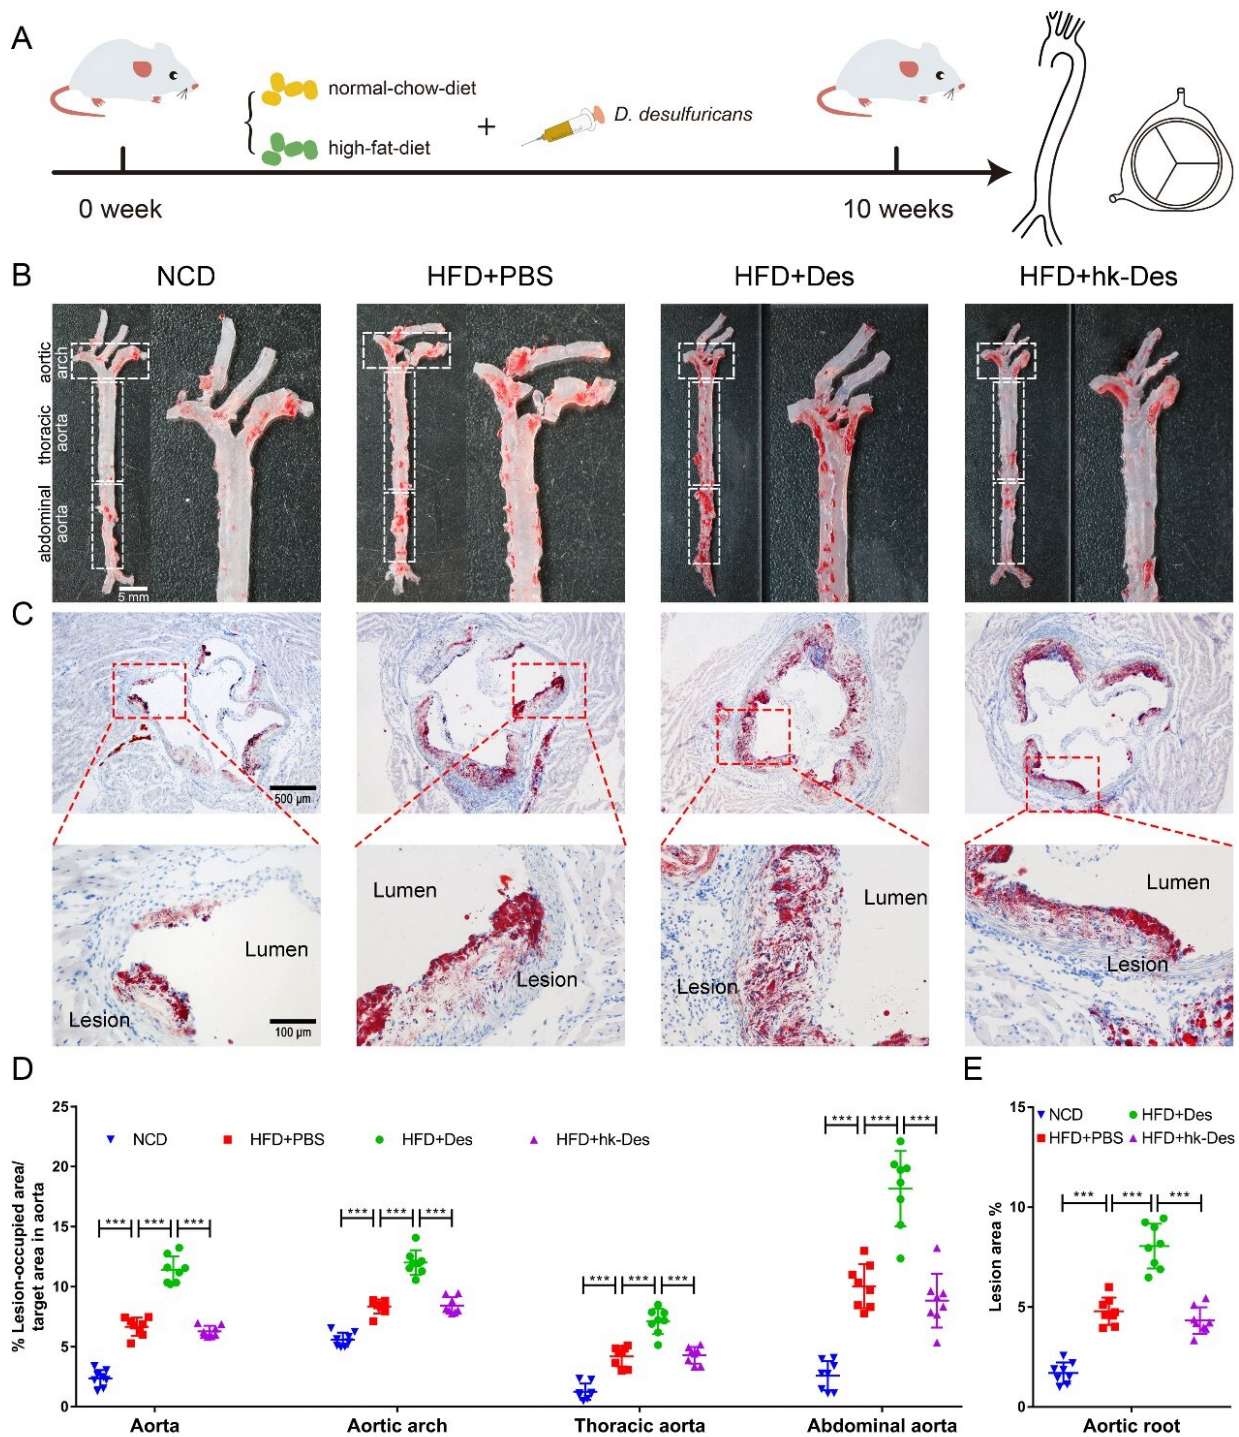 A
normal-chow-diet
high-fat-diet
+
D. desulfuricans
0 week
10 weeks
B
NCD
HFD+PBS
HFD+Des
HFD+hk-Des
aortic
arch
thoracic
aorta
abdominal
aorta
5 mm
C
500 µm
Lumen
Lesion
100 µm
Lumen
Lesion
Lumen
Lesion
Lumen
Lesion
D
% Lesion-occupied area/
target area in aorta
25
20
15
10
5
0
NCD
HFD+PBS
HFD+Des
HFD+hk-Des
*** *** ***
*** *** ***
*** *** ***
*** *** ***
Aorta
Aortic arch
Thoracic aorta
Abdominal aorta
E
Lesion area %
15
10
5
0
NCD
HFD+Des
HFD+PBS
HFD+hk-Des
*** *** ***
Aortic root